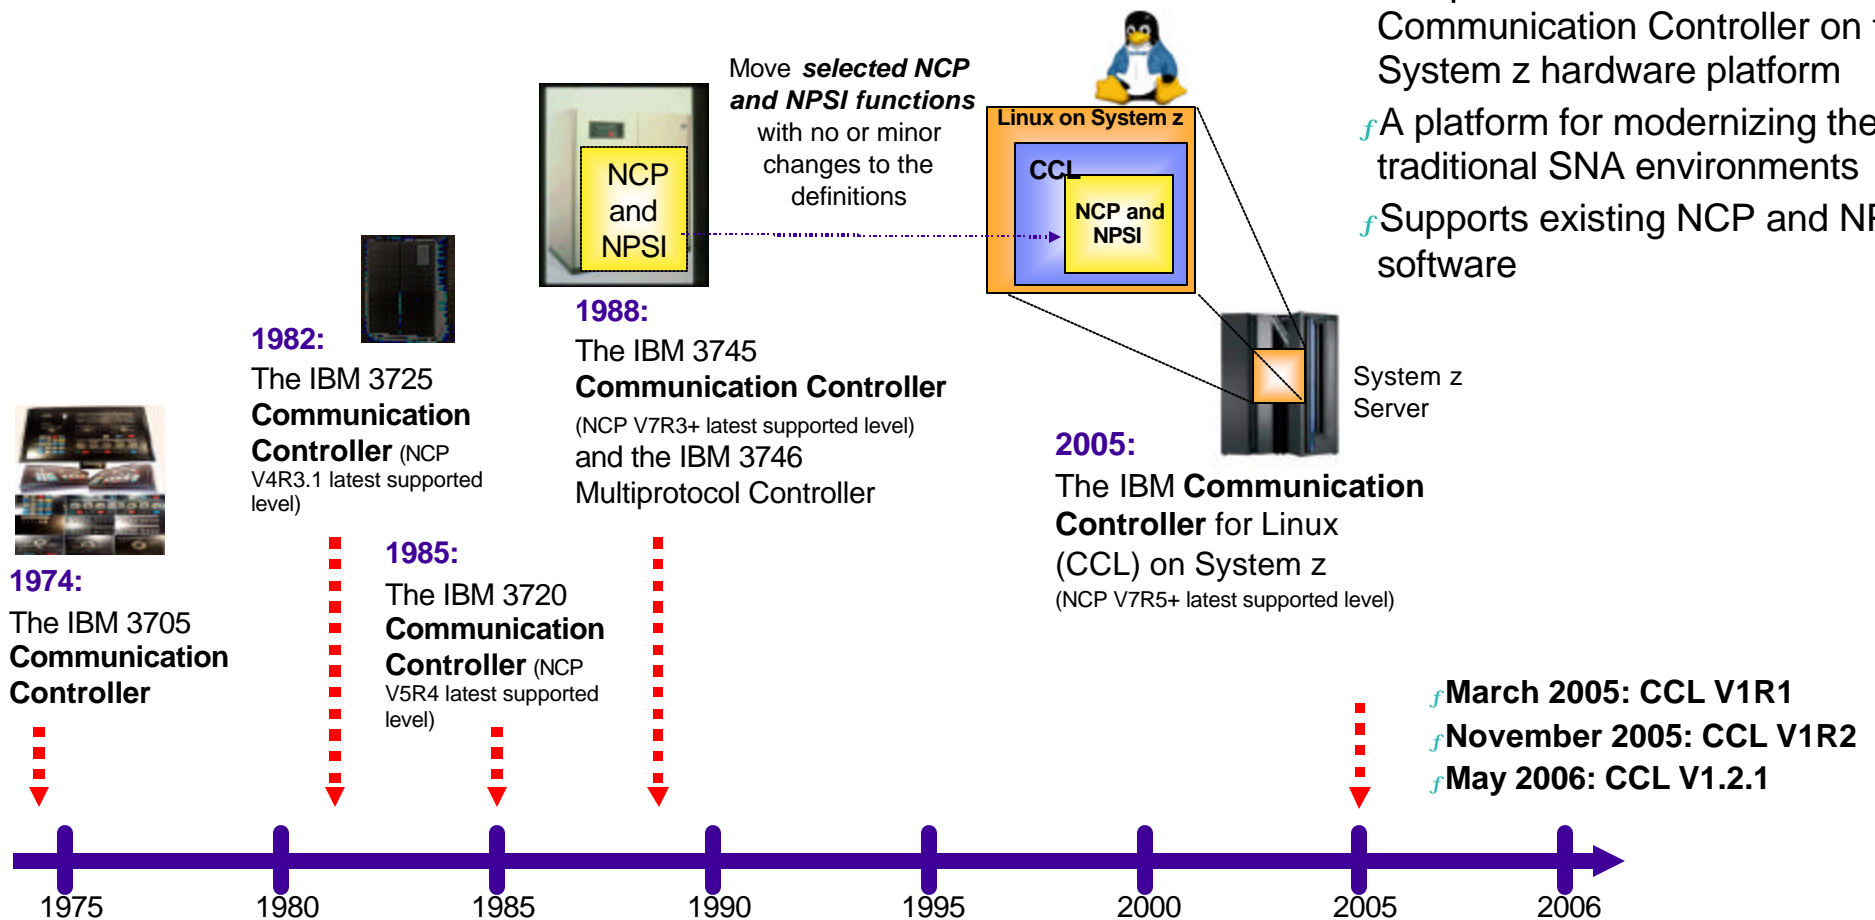 Communication Controller on
System z hardware platform
ƒA platform for modernizing the
traditional SNA environments
ƒSupports existing NCP and
software
Move selected NCP
and NPSI functions
with no or minor
changes to the
definitions
Linux on System z
CCL
NCP and
NPSI
NCP
and
NPSI
System z
Server
1974:
The IBM 3705
Communication
Controller
1982:
The IBM 3725
Communication
Controller (NCP
V4R3.1 latest supported
level)
1985:
The IBM 3720
Communication
Controller (NCP
V5R4 latest supported
level)
1988:
The IBM 3745
Communication Controller
(NCP V7R3+ latest supported level)
and the IBM 3746
Multiprotocol Controller
2005:
The IBM Communication
Controller for Linux
(CCL) on System z
(NCP V7R5+ latest supported level)
ƒMarch 2005: CCL V1R1
ƒNovember 2005: CCL V1R2
ƒMay 2006: CCL V1.2.1
1975 1980 1985 1990 1995 2000 2005 2006